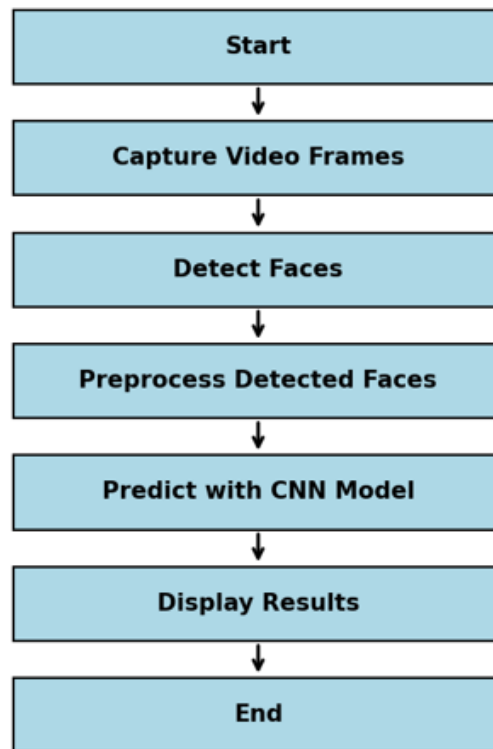 Start
Capture Video Frames
Detect Faces
Preprocess Detected Faces
Predict with CNN Model
Display Results
End